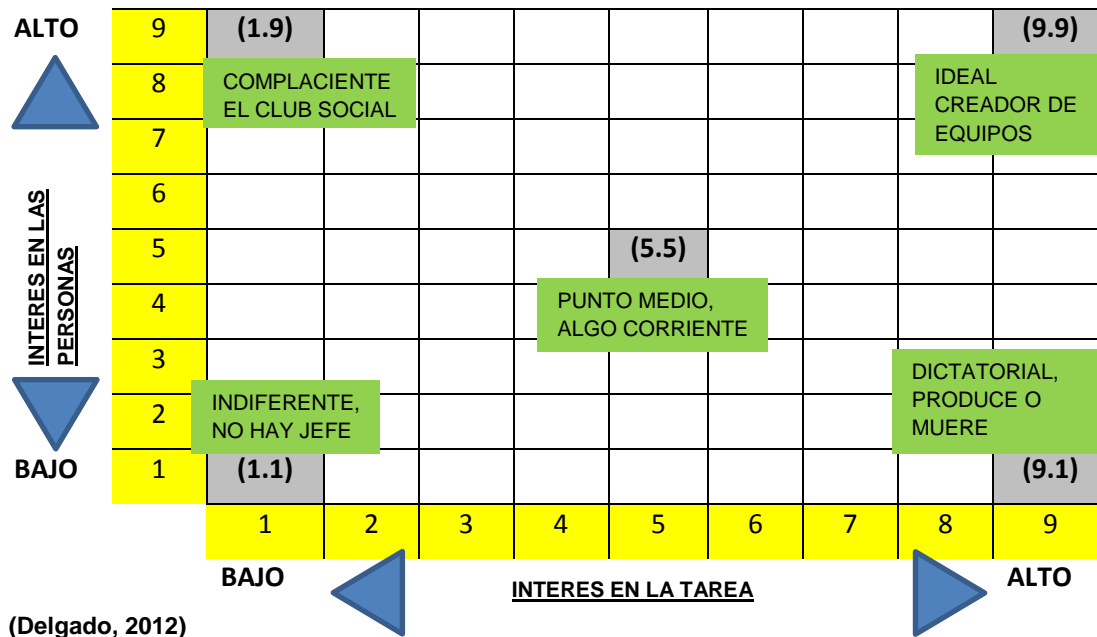 ALTO
9
(1.9)
(9.9)
8
COMPLACIENTE
EL CLUB SOCIAL
IDEAL
CREADOR DE
EQUIPOS
7
INTERES EN LAS
PERSONAS
6
5
(5.5)
4
PUNTO MEDIO,
ALGO CORRIENTE
3
DICTATORIAL,
PRODUCE O
MUERE
2
INDIFERENTE,
NO HAY JEFE
BAJO
1
(1.1)
(9.1)
1 2 3 4 5 6 7 8 9
BAJO
INTERES EN LA TAREA
ALTO
(Delgado, 2012)